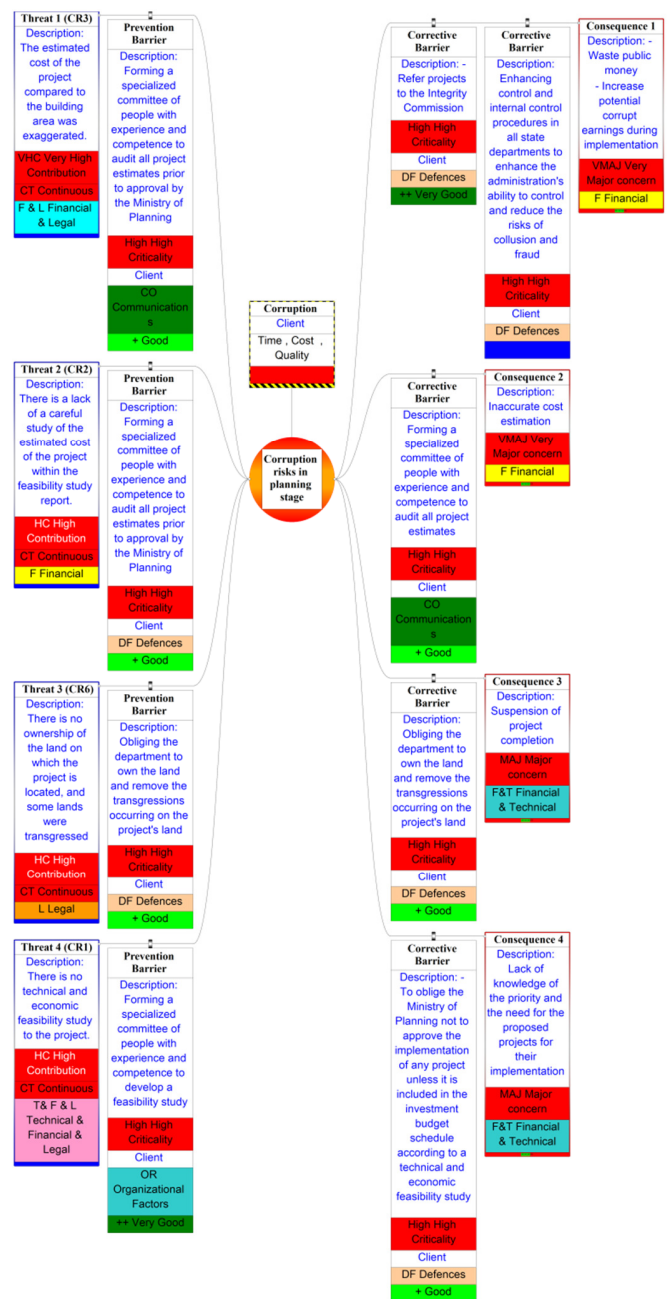 Threat 1 (CR3)
Description:
The estimated
cost of the
project
compared to
the building
area was
exaggerated.
VHC Very High
Contribution
CT Continuous
F & L Financial
& Legal
Prevention
Barrier
Description:
Forming a
specialized
committee of
people with
experience and
competence to
audit all project
estimates prior
to approval by
the Ministry of
Planning
High High
Criticality
Client
CO
Communication
s
+ Good
Threat 2 (CR2)
Description:
There is a lack
of a careful
study of the
estimated cost
of the project
within the
feasibility study
report.
HC High
Contribution
CT Continuous
F Financial
Prevention
Barrier
Description:
Forming a
specialized
committee of
people with
experience and
competence to
audit all project
estimates prior
to approval by
the Ministry of
Planning
High High
Criticality
Client
DF Defences
+ Good
Threat 3 (CR6)
Description:
There is no
ownership of
the land on
which the
project is
located, and
some lands
were
transgressed
HC High
Contribution
CT Continuous
L Legal
Prevention
Barrier
Description:
Obliging the
department to
own the land
and remove the
transgressions
occurring on the
project's land
High High
Criticality
Client
DF Defences
+ Good
Threat 4 (CR1)
Description:
There is no
technical and
economic
feasibility study
to the project.
HC High
Contribution
CT Continuous
T& F & L
Technical &
Financial &
Legal
Prevention
Barrier
Description:
Forming a
specialized
committee of
people with
experience and
competence to
develop a
feasibility study
High High
Criticality
Client
OR
Organizational
Factors
++ Very Good
Corruption
Client
Time , Cost ,
Quality
Corruption
risks in
planning
stage
Corrective
Barrier
Description: -
Refer projects
to the Integrity
Commission
High High
Criticality
Client
DF Defences
++ Very Good
Corrective
Barrier
Description:
Enhancing
control and
internal control
procedures in
all state
departments to
enhance the
administration's
ability to control
and reduce the
risks of
collusion and
fraud
High High
Criticality
Client
DF Defences
Consequence 1
Description: -
Waste public
money
- Increase
potential
corrupt
earnings during
implementation
VMAJ Very
Major concern
F Financial
Corrective
Barrier
Description:
Forming a
specialized
committee of
people with
experience and
competence to
audit all project
estimates
High High
Criticality
Client
CO
Communication
s
+ Good
Consequence 2
Description:
Inaccurate cost
estimation
VMAJ Very
Major concern
F Financial
Corrective
Barrier
Description:
Obliging the
department to
own the land
and remove the
transgressions
occurring on the
project's land
High High
Criticality
Client
DF Defences
+ Good
Consequence 3
Description:
Suspension of
project
completion
MAJ Major
concern
F&T Financial
& Technical
Corrective
Barrier
Description: -
To oblige the
Ministry of
Planning not to
approve the
implementation
of any project
unless it is
included in the
investment
budget
schedule
according to a
technical and
economic
feasibility study
High High
Criticality
Client
DF Defences
+ Good
Consequence 4
Description:
Lack of
knowledge of
the priority and
the need for the
proposed
projects for
their
implementation
MAJ Major
concern
F&T Financial
& Technical